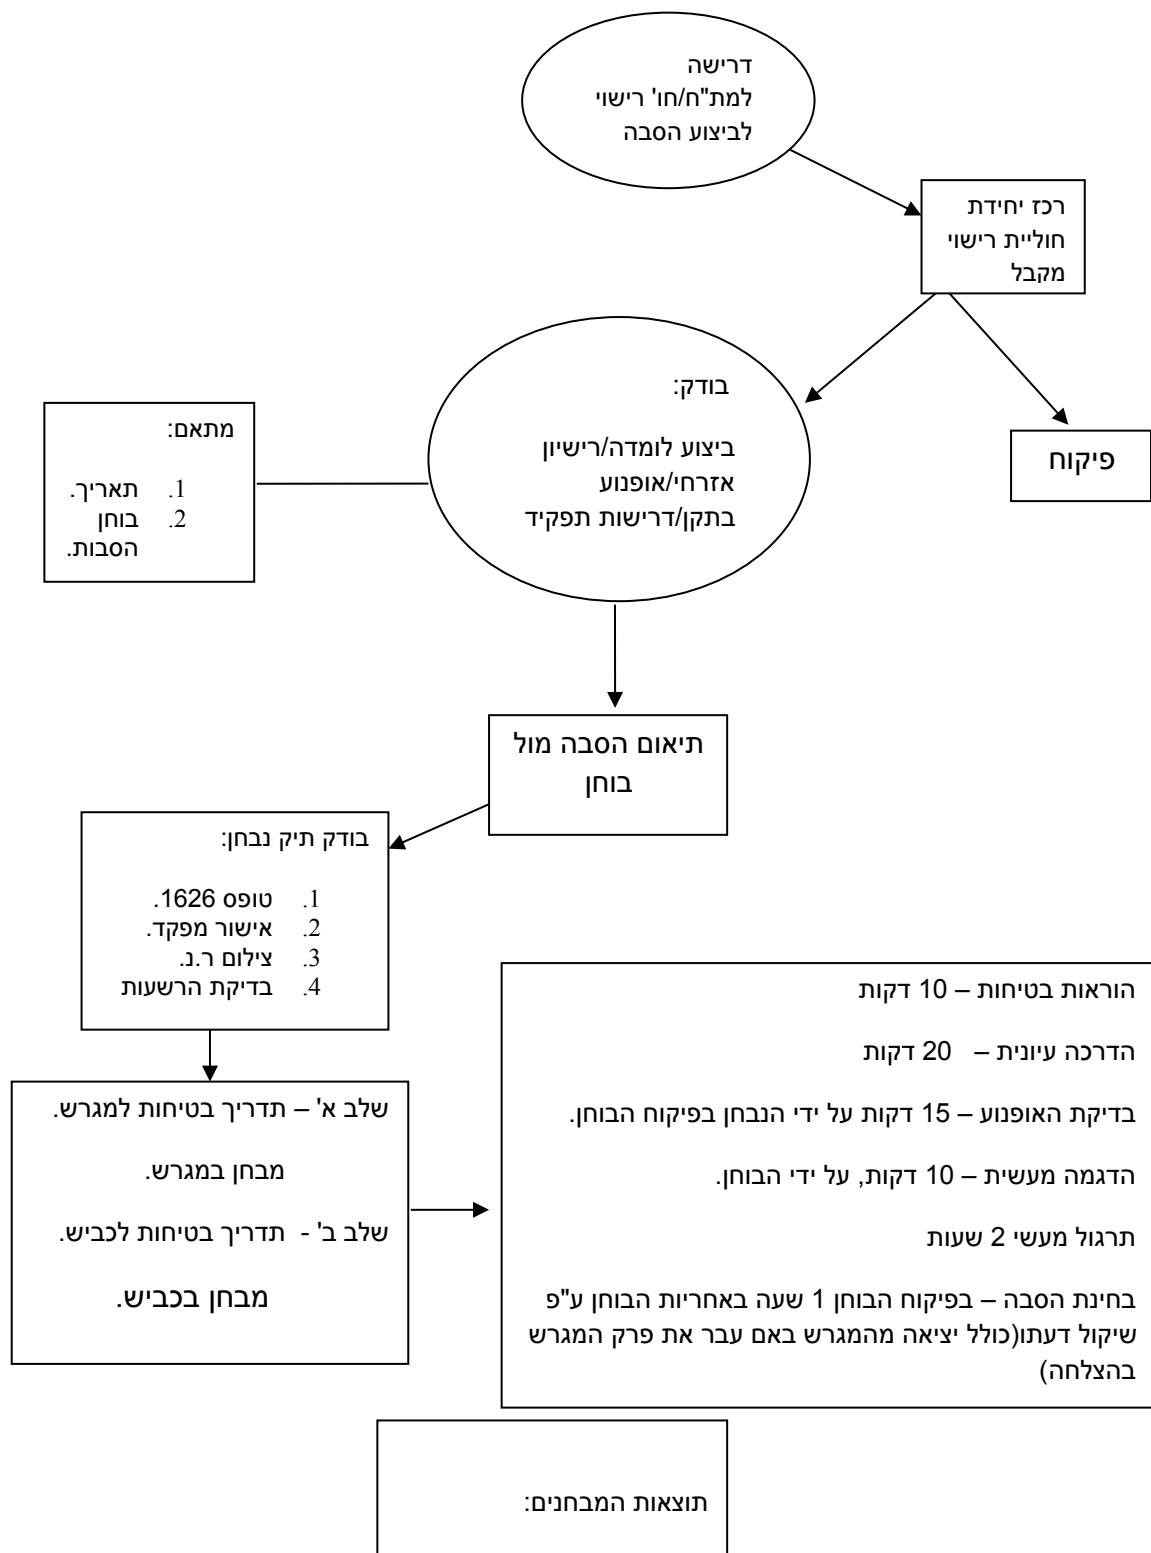 דרישה
למת"ח/חו' רישוי
לביצוע הסבה
רכז יחידת
חוליית רישוי
מקבל
בודק:
ביצוע לומדה/רישיון
אזרחי/אופנוע
בתקן/דרישות תפקיד
פיקוח
מתאם:
1. תאריך.
2. בוחן
הסבות.
תיאום הסבה מול
בוחן
בודק תיק נבחן:
1. טופס 1626.
2. אישור מפקד.
3. צילום ר.נ.
4. בדיקת הרשעות
שלב א' – תדריך בטיחות למגרש.
מבחן במגרש.
שלב ב' - תדריך בטיחות לכביש.
מבחן בכביש.
הוראות בטיחות – 10 דקות
הדרכה עיונית – 20 דקות
בדיקת האופנוע – 15 דקות על ידי הנבחן בפיקוח הבוחן.
הדגמה מעשית – 10 דקות, על ידי הבוחן.
תרגול מעשי 2 שעות
בחינת הסבה – בפיקוח הבוחן 1 שעה באחריות הבוחן ע"פ
שיקול דעתו(כולל יציאה מהמגרש באם עבר את פרק המגרש
בהצלחה)
תוצאות המבחנים: